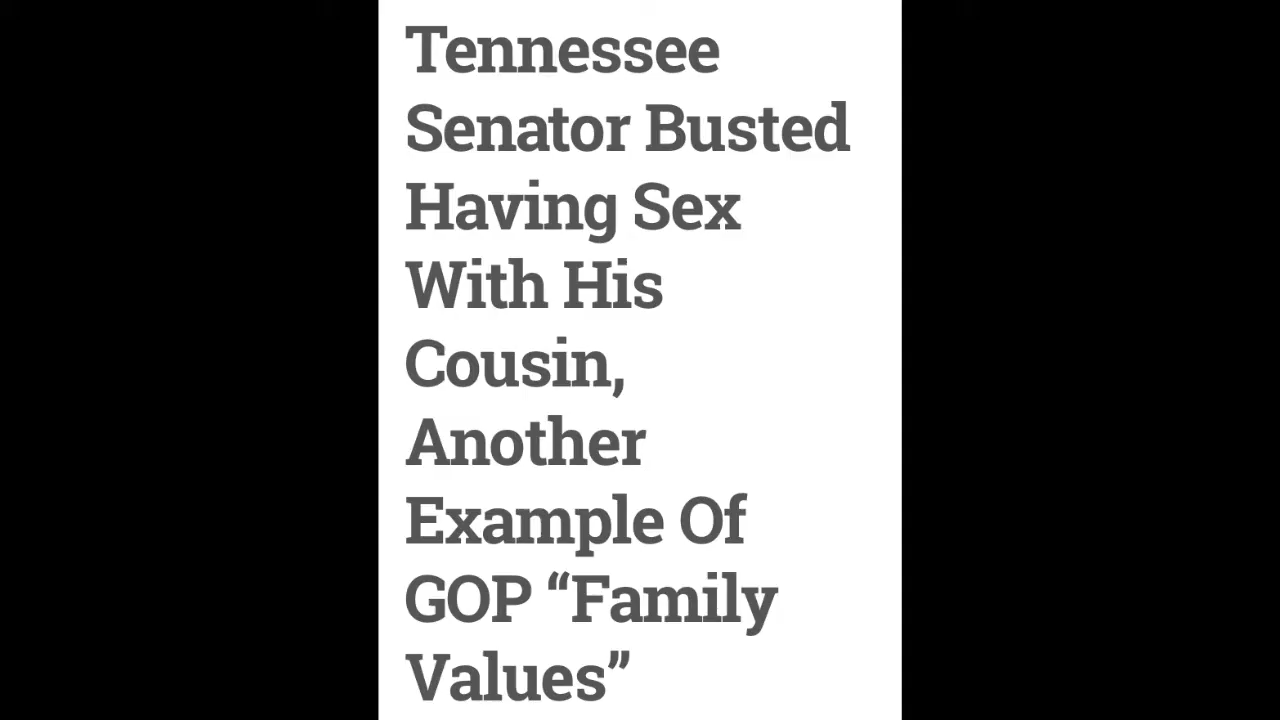 Tennessee
Senator Busted
Having Sex
With His
Cousin,
Another
Example Of
GOP “Family
Values”